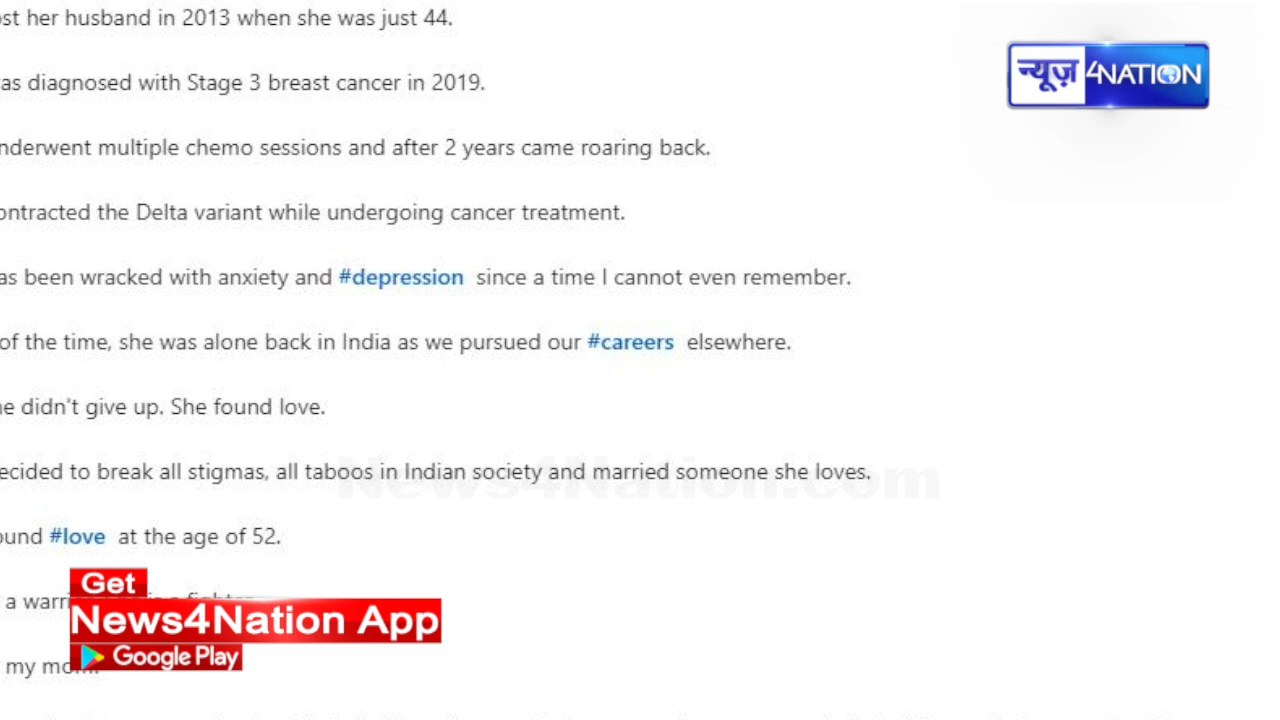 ost her husband in 2013 when she was just 44.
न्यूज़ 4NATION
as diagnosed with Stage 3 breast cancer in 2019.
nderwent multiple chemo sessions and after 2 years came roaring back.
ontracted the Delta variant while undergoing cancer treatment.
as been wracked with anxiety and #depression since a time I cannot even remember.
of the time, she was alone back in India as we pursued our #careers elsewhere.
he didn't give up. She found love.
ecided to break all stigmas, all taboos in Indian society and married someone she loves.
News4Nation.com
ound #love at the age of 52.
Get
a warri
News4Nation App
Google Play
my mom.